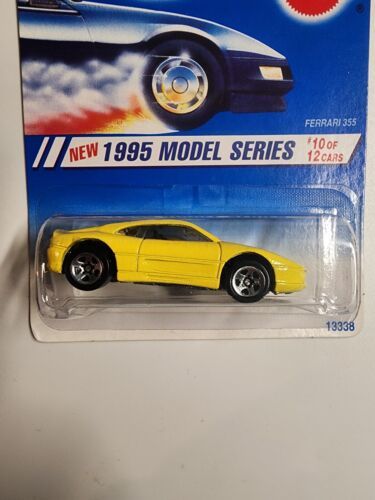 ®
FERRARI 355
NEW 1995 MODEL SERIES #10 OF
12 CARS
13338